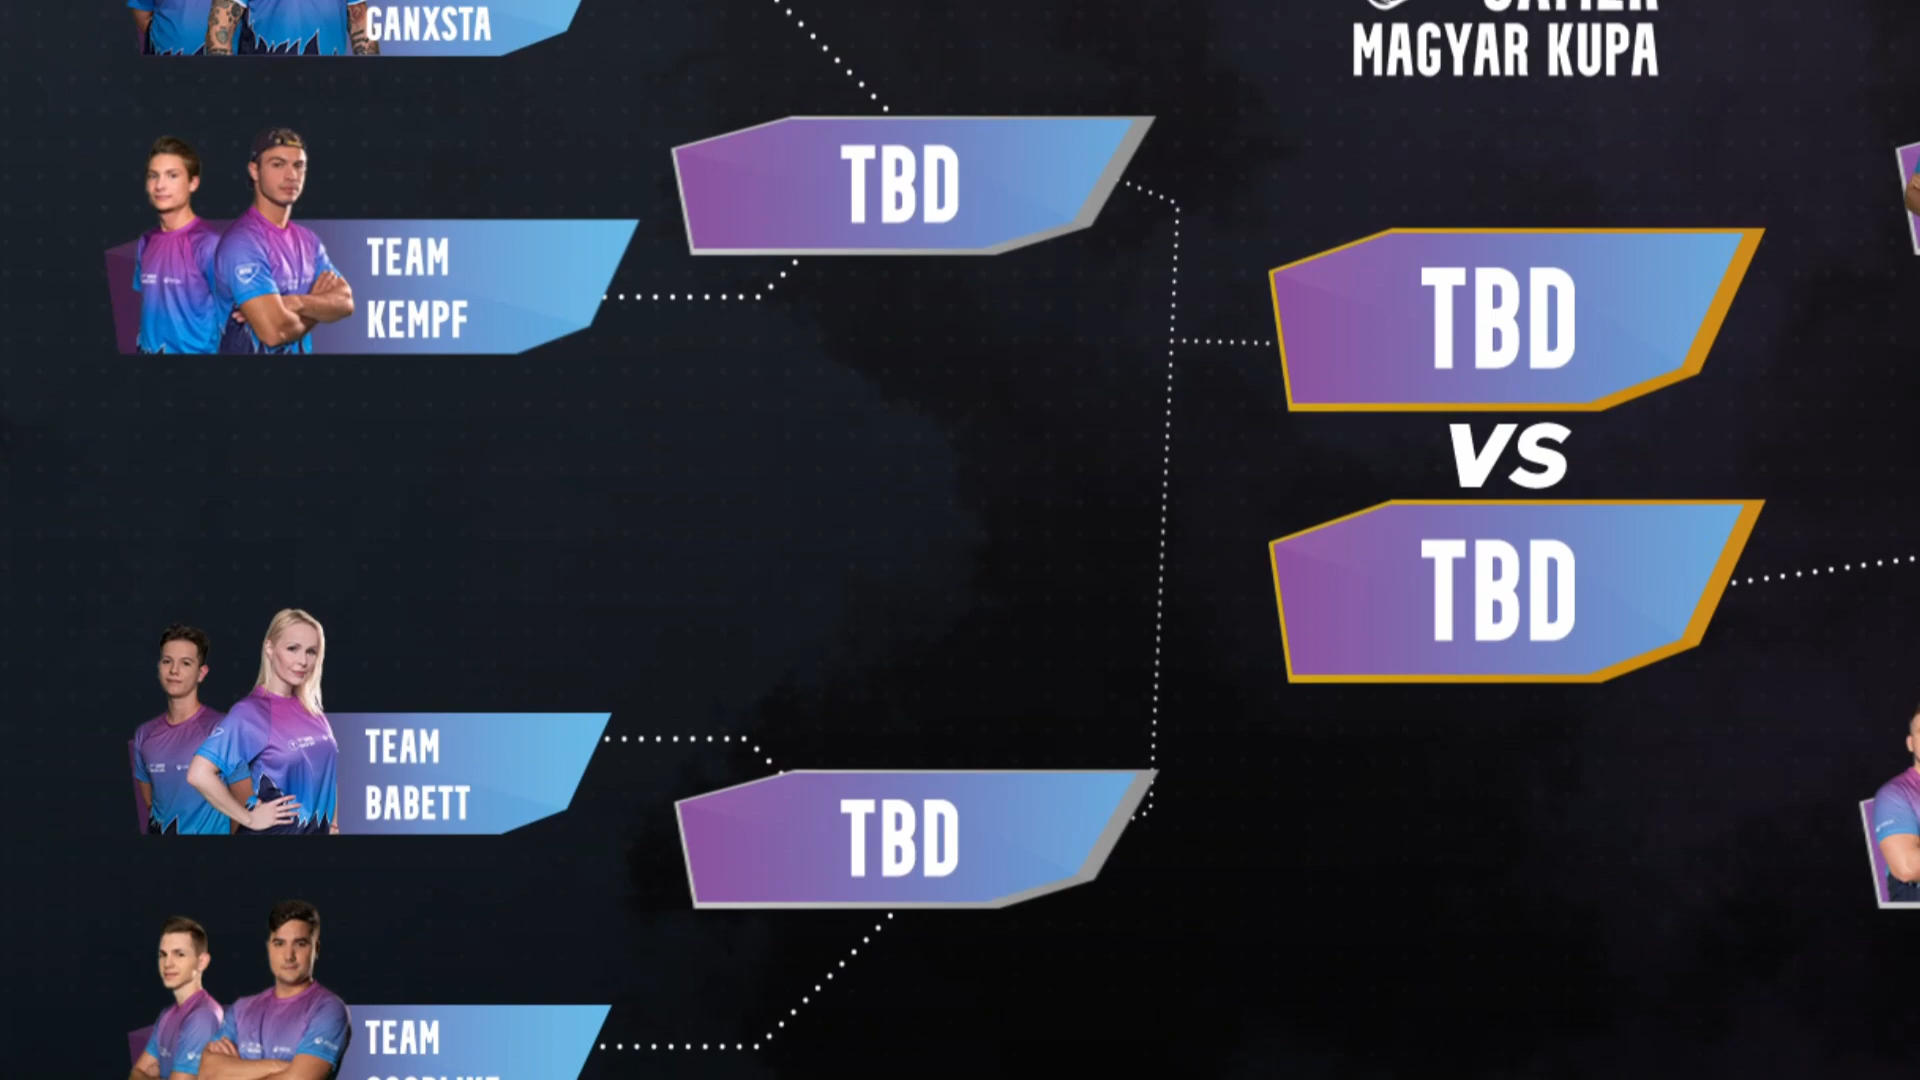 GANXSTA
MAGYAR KUPA
TBD
TEAM
KEMPF
TBD
VS
TBD
TEAM
BABETT
TBD
TEAM